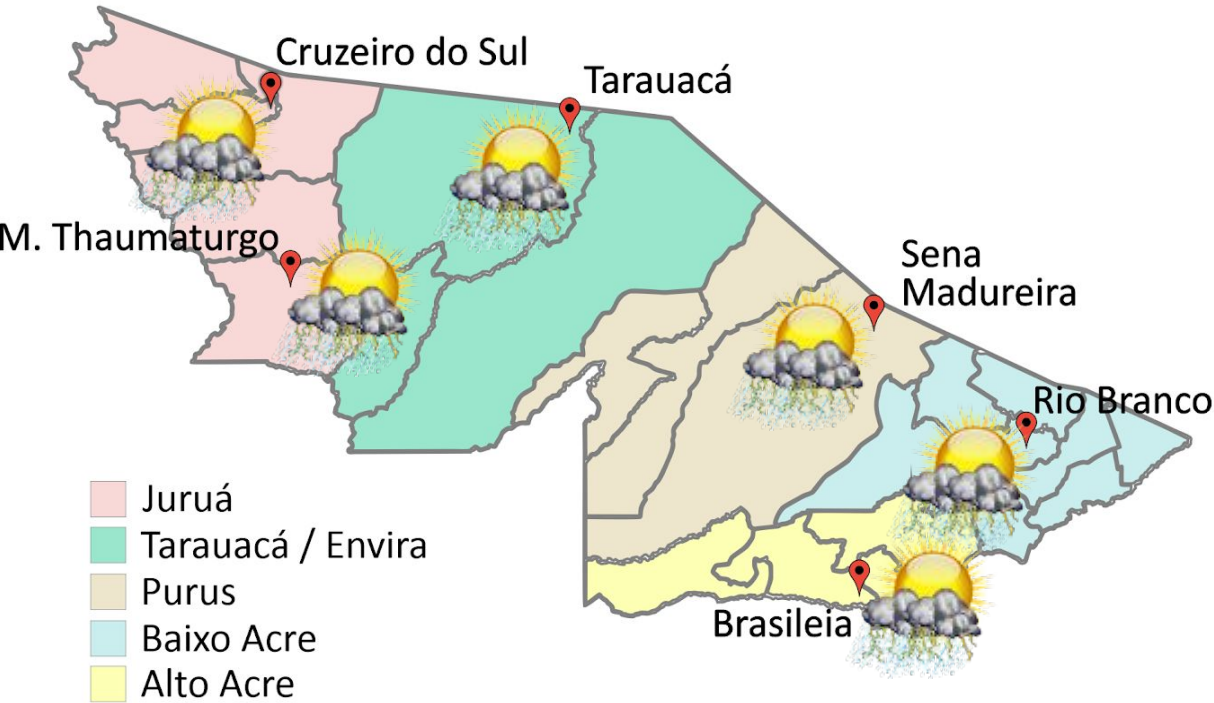 Cruzeiro do Sul
Tarauacá
M. Thaumaturgo
Sena
Madureira
Rio Branco
Brasileia
Juruá
Tarauacá / Envira
Purus
Baixo Acre
Alto Acre